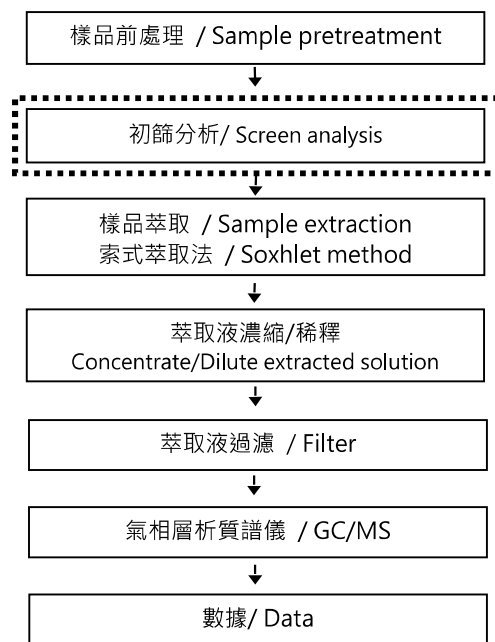 樣品前處理 / Sample pretreatment
初篩分析/ Screen analysis
樣品萃取 / Sample extraction
索式萃取法 / Soxhlet method
萃取液濃縮/稀釋
Concentrate/Dilute extracted solution
萃取液過濾 / Filter
氣相層析質譜儀 / GC/MS
數據/ Data